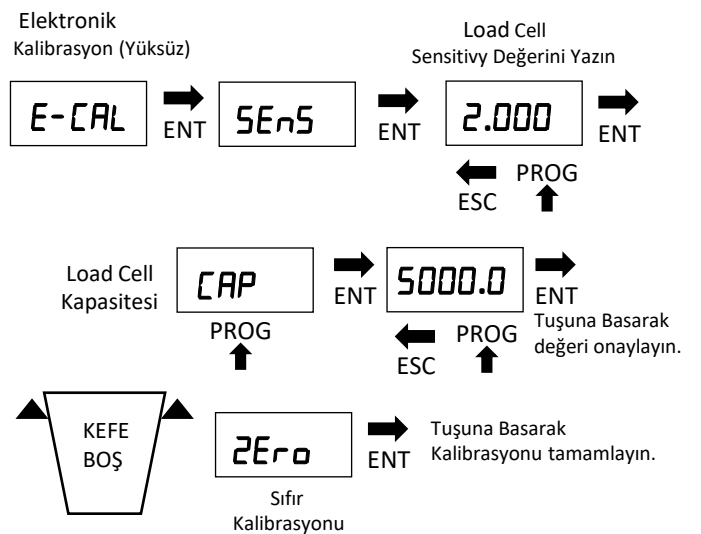 Elektronik
Kalibrasyon (Yüksüz)
Load Cell
Sensitivy Değerini Yazın
E-CAL
ENT
SEnS
ENT
2.000
ENT
ESC
PROG
Load Cell
Kapasitesi
CAP
PROG
ENT
5000.0
ENT
ESC
PROG
Tuşuna Basarak
değeri onaylayın.
KEFE
BOŞ
ZEro
Sıfır
Kalibrasyonu
ENT
Tuşuna Basarak
Kalibrasyonu tamamlayın.